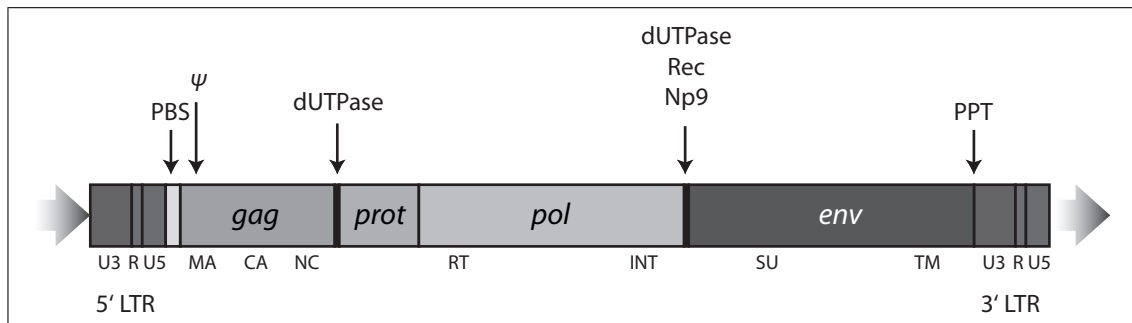 dUTPase
Rec
Np9
ψ
dUTPase
PBS
PPT
gag prot pol env
U3 R U5 MA CA NC RT INT SU TM U3 R U5
5‘ LTR 3‘ LTR